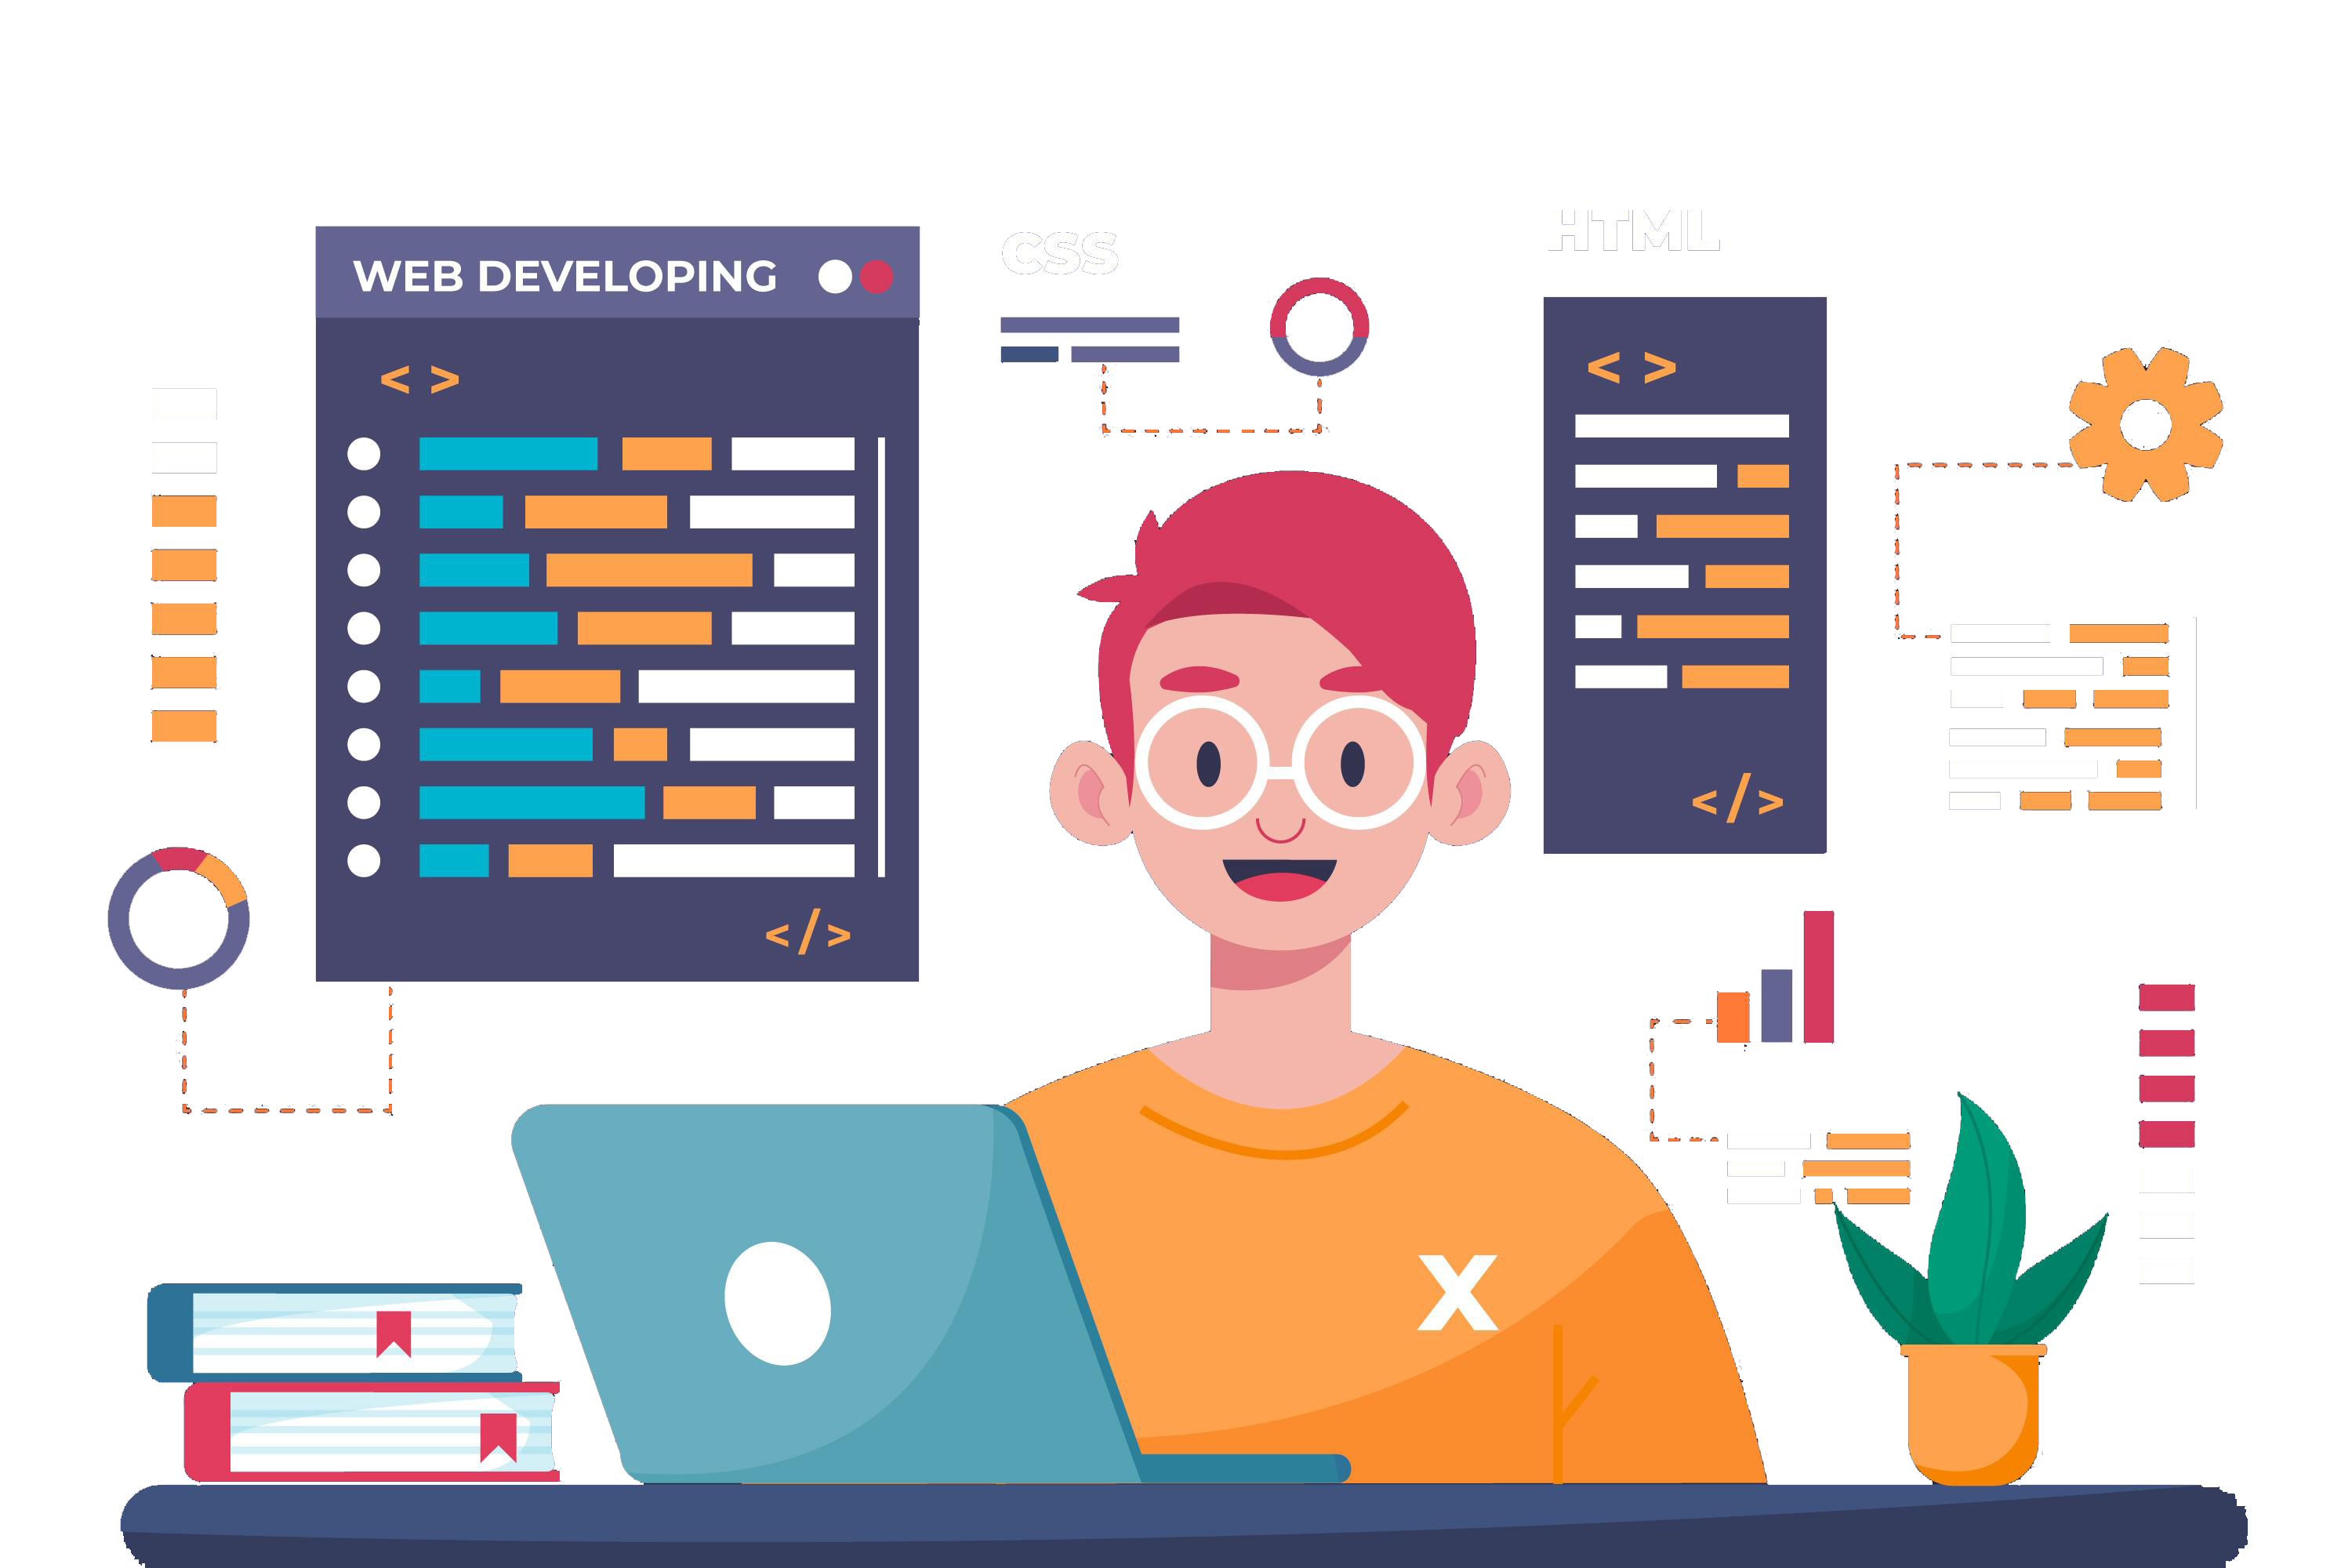 WEB DEVELOPING
CSS
HTML
< >
< >
</>
</>
X